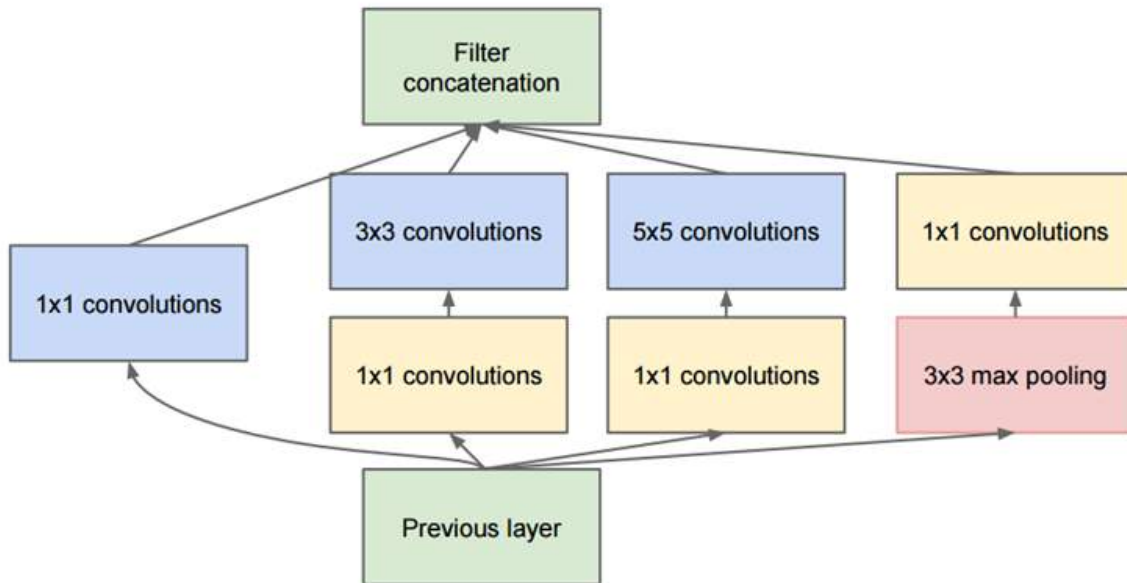 Filter
concatenation
3x3 convolutions
5x5 convolutions
1x1 convolutions
1x1 convolutions
1x1 convolutions
1x1 convolutions
3x3 max pooling
Previous layer